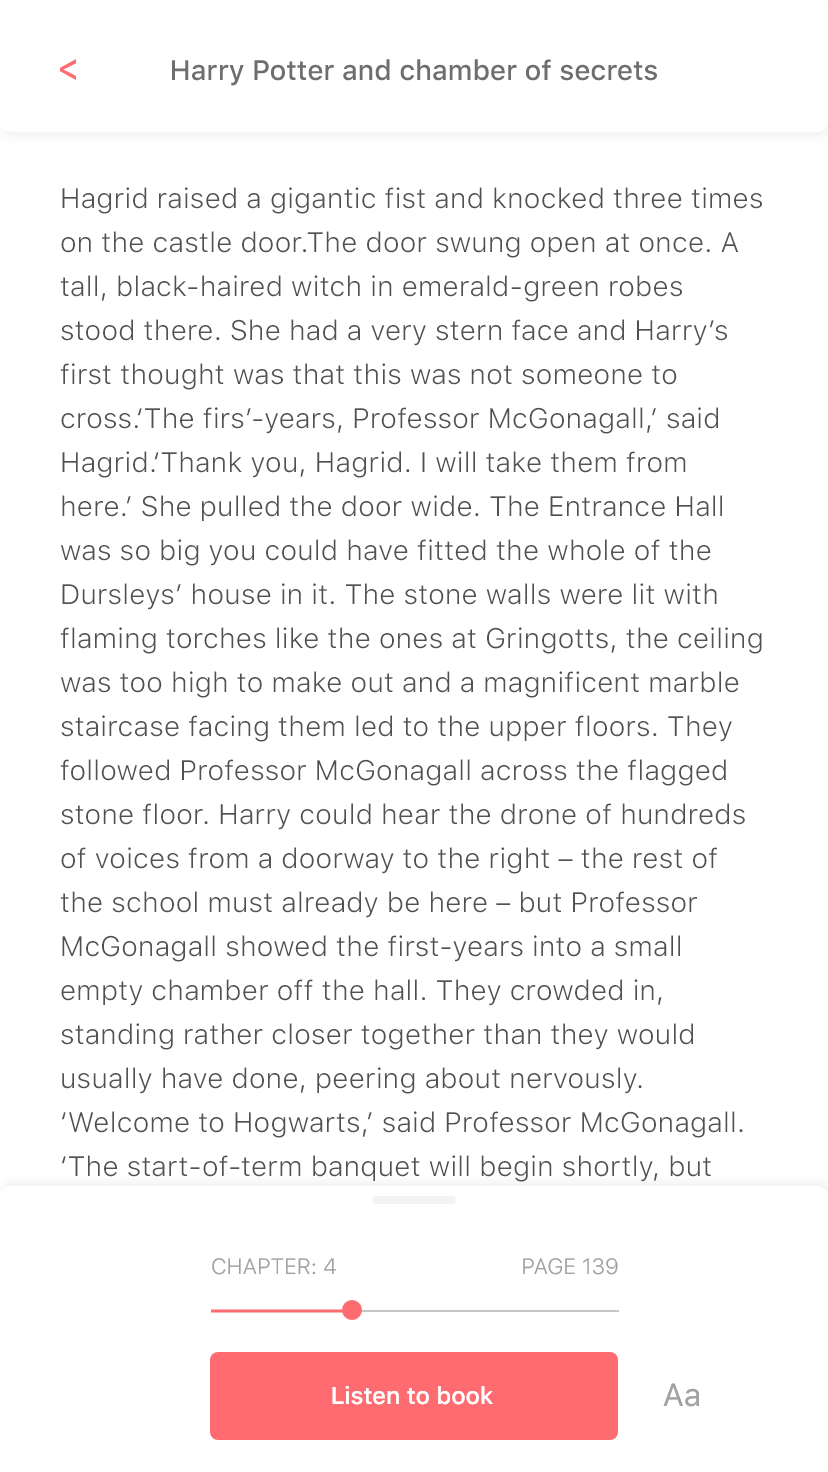 <
Harry Potter and chamber of secrets
Hagrid raised a gigantic fist and knocked three times
on the castle door.The door swung open at once. A
tall, black-haired witch in emerald-green robes
stood there. She had a very stern face and Harry’s
first thought was that this was not someone to
cross.‘The firs’-years, Professor McGonagall,’ said
Hagrid.‘Thank you, Hagrid. I will take them from
here.’ She pulled the door wide. The Entrance Hall
was so big you could have fitted the whole of the
Dursleys’ house in it. The stone walls were lit with
flaming torches like the ones at Gringotts, the ceiling
was too high to make out and a magnificent marble
staircase facing them led to the upper floors. They
followed Professor McGonagall across the flagged
stone floor. Harry could hear the drone of hundreds
of voices from a doorway to the right – the rest of
the school must already be here – but Professor
McGonagall showed the first-years into a small
empty chamber off the hall. They crowded in,
standing rather closer together than they would
usually have done, peering about nervously.
‘Welcome to Hogwarts,’ said Professor McGonagall.
‘The start-of-term banquet will begin shortly, but
CHAPTER: 4 PAGE 139
Listen to book Aa